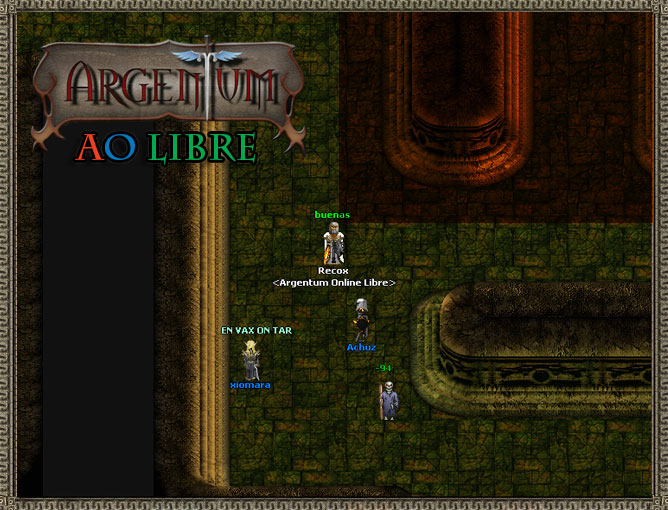 ARGENTUM
AO LIBRE
buenas
Recox
<Argentum Online Libre>
EN VAX ON TAR
Achuz
xiomara
-94